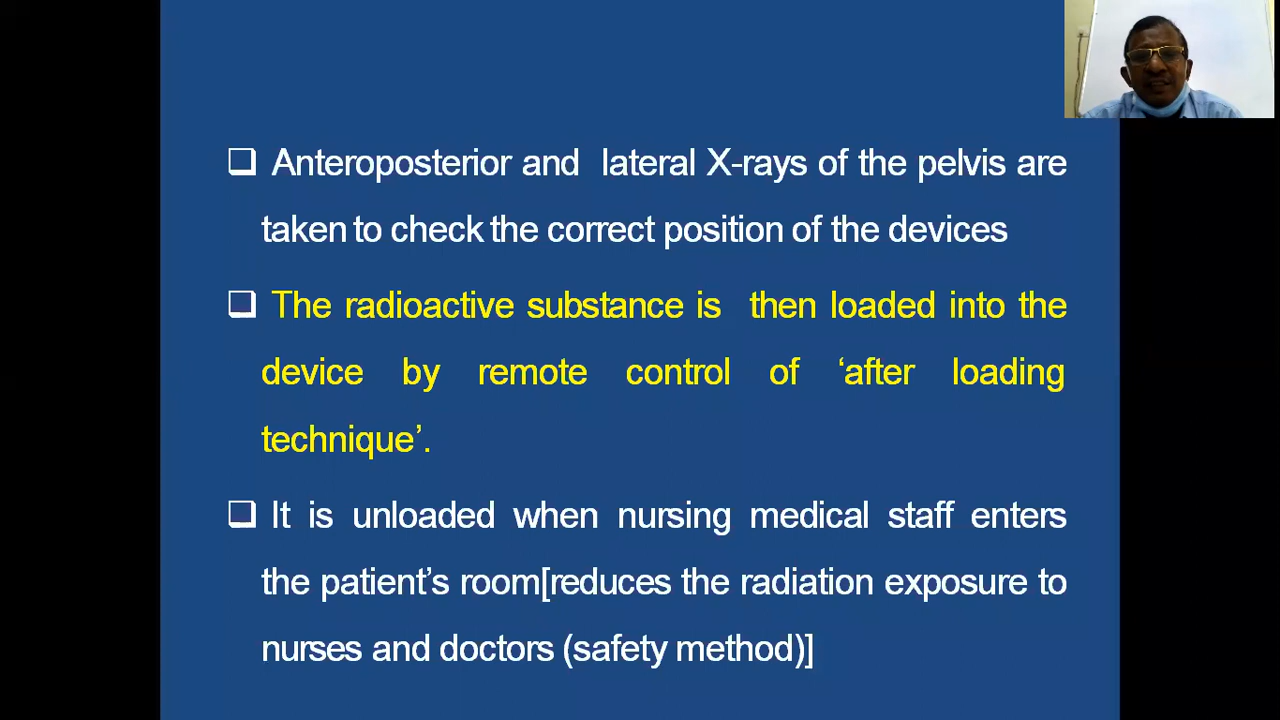 ❑ Anteroposterior and lateral X-rays of the pelvis are
taken to check the correct position of the devices
❑ The radioactive substance is then loaded into the
device by remote control of ‘after loading
technique’.
❑ It is unloaded when nursing medical staff enters
the patient’s room[reduces the radiation exposure to
nurses and doctors (safety method)]